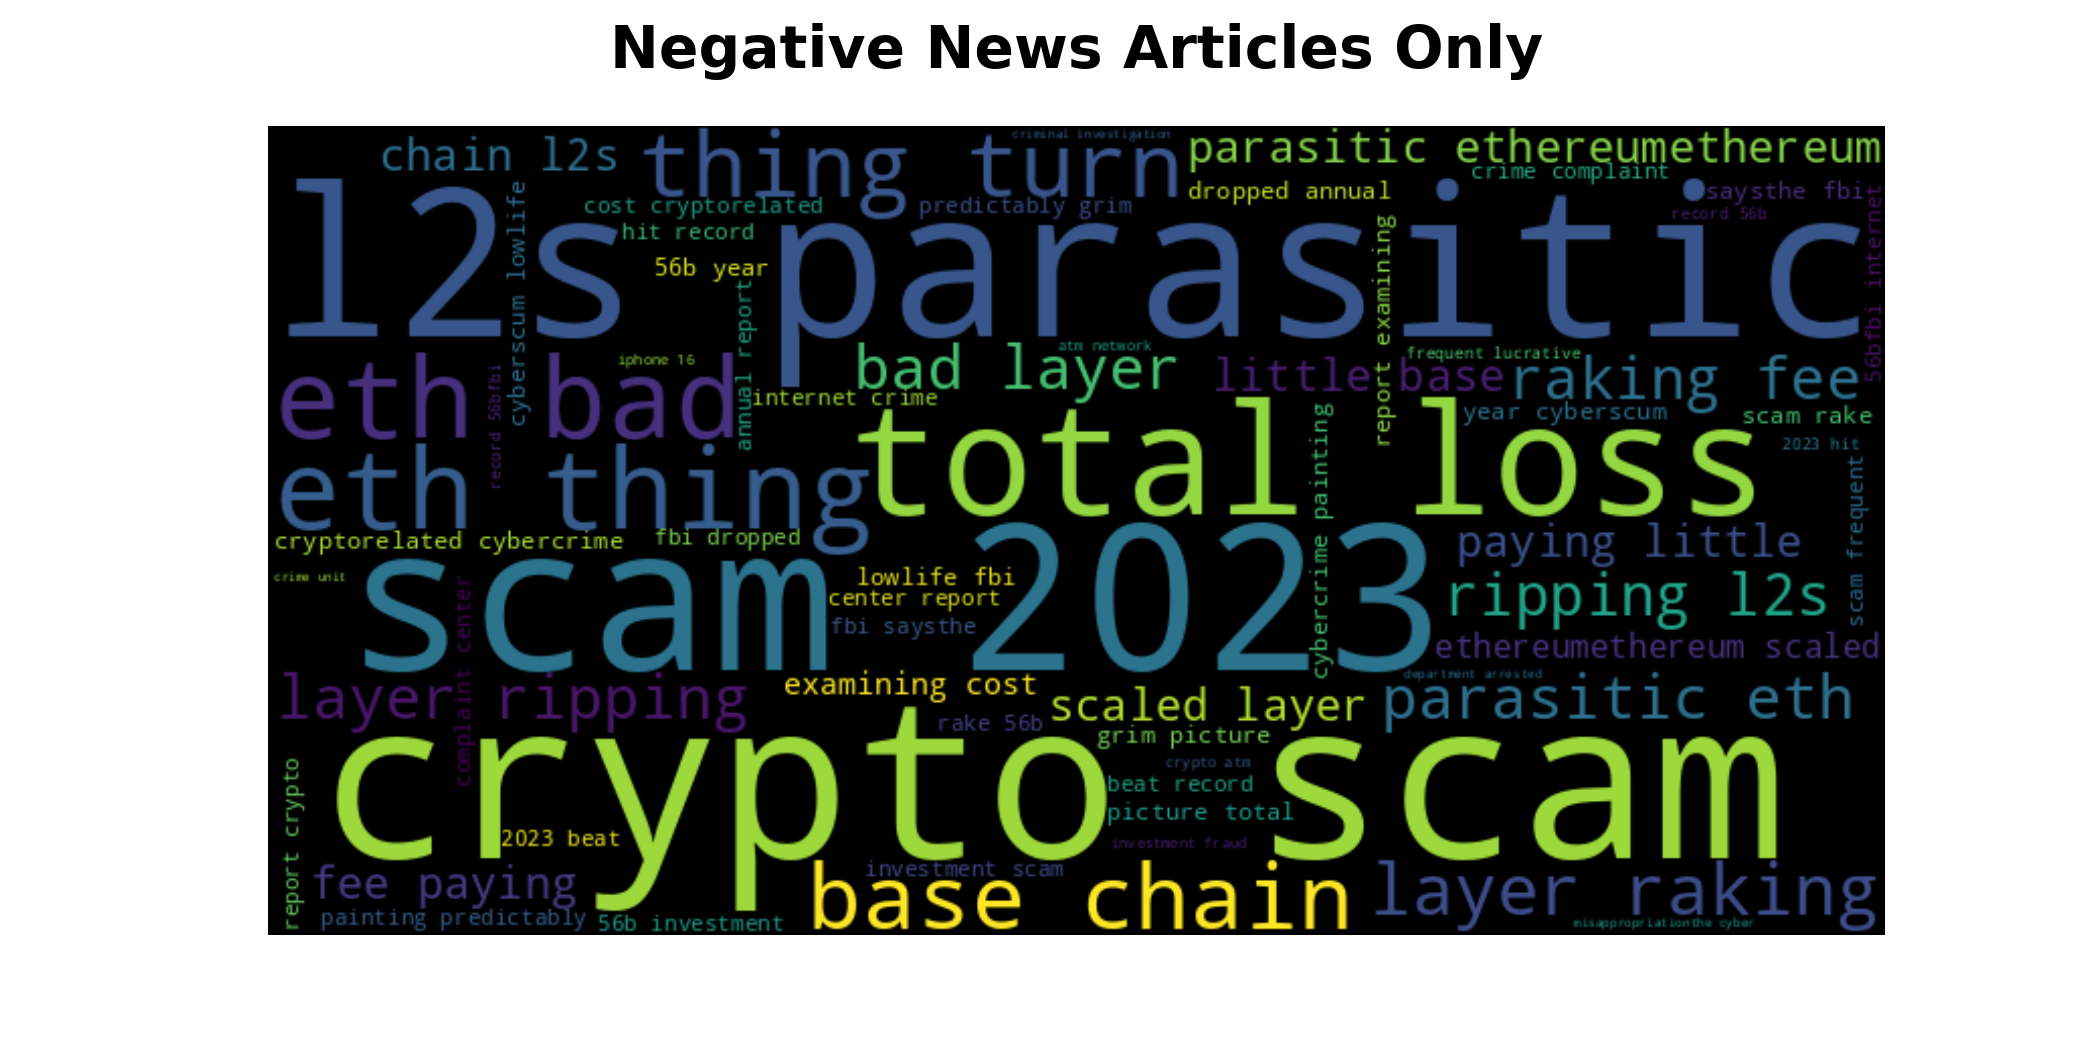 Negative News Articles Only
criminal investigation
chain l2s
thing turn
parasitic ethereumethereum
crime complaint
dropped annual
saysthe fbi
cost cryptorelated
predictably grim
record 56b
l2s parasitic
hit record
56b year
cyberscum lowlife
annual report
report examining
56bfbi internet
atm network
bad layer
frequent lucrative
iphone 16
eth bad
little base
raking fee
internet crime
year cyberscum
scam rake
record 56bfbi
total loss
2023 hit
eth thing
cybercrime painting
scam frequent
cryptorelated cybercrime
fbi dropped
paying little
crime unit
scam 2023
lowlife fbi
center report
ripping l2s
fbi saysthe
ethereumethereum scaled
complaint center
layer ripping
examining cost
department arrested
scaled layer
parasitic eth
rake 56b
grim picture
crypto scam
crypto atm
beat record
picture total
report crypto
2023 beat
investment fraud
fee paying
investment scam
base chain
layer raking
painting predictably
56b investment
misappropriationthe cyber